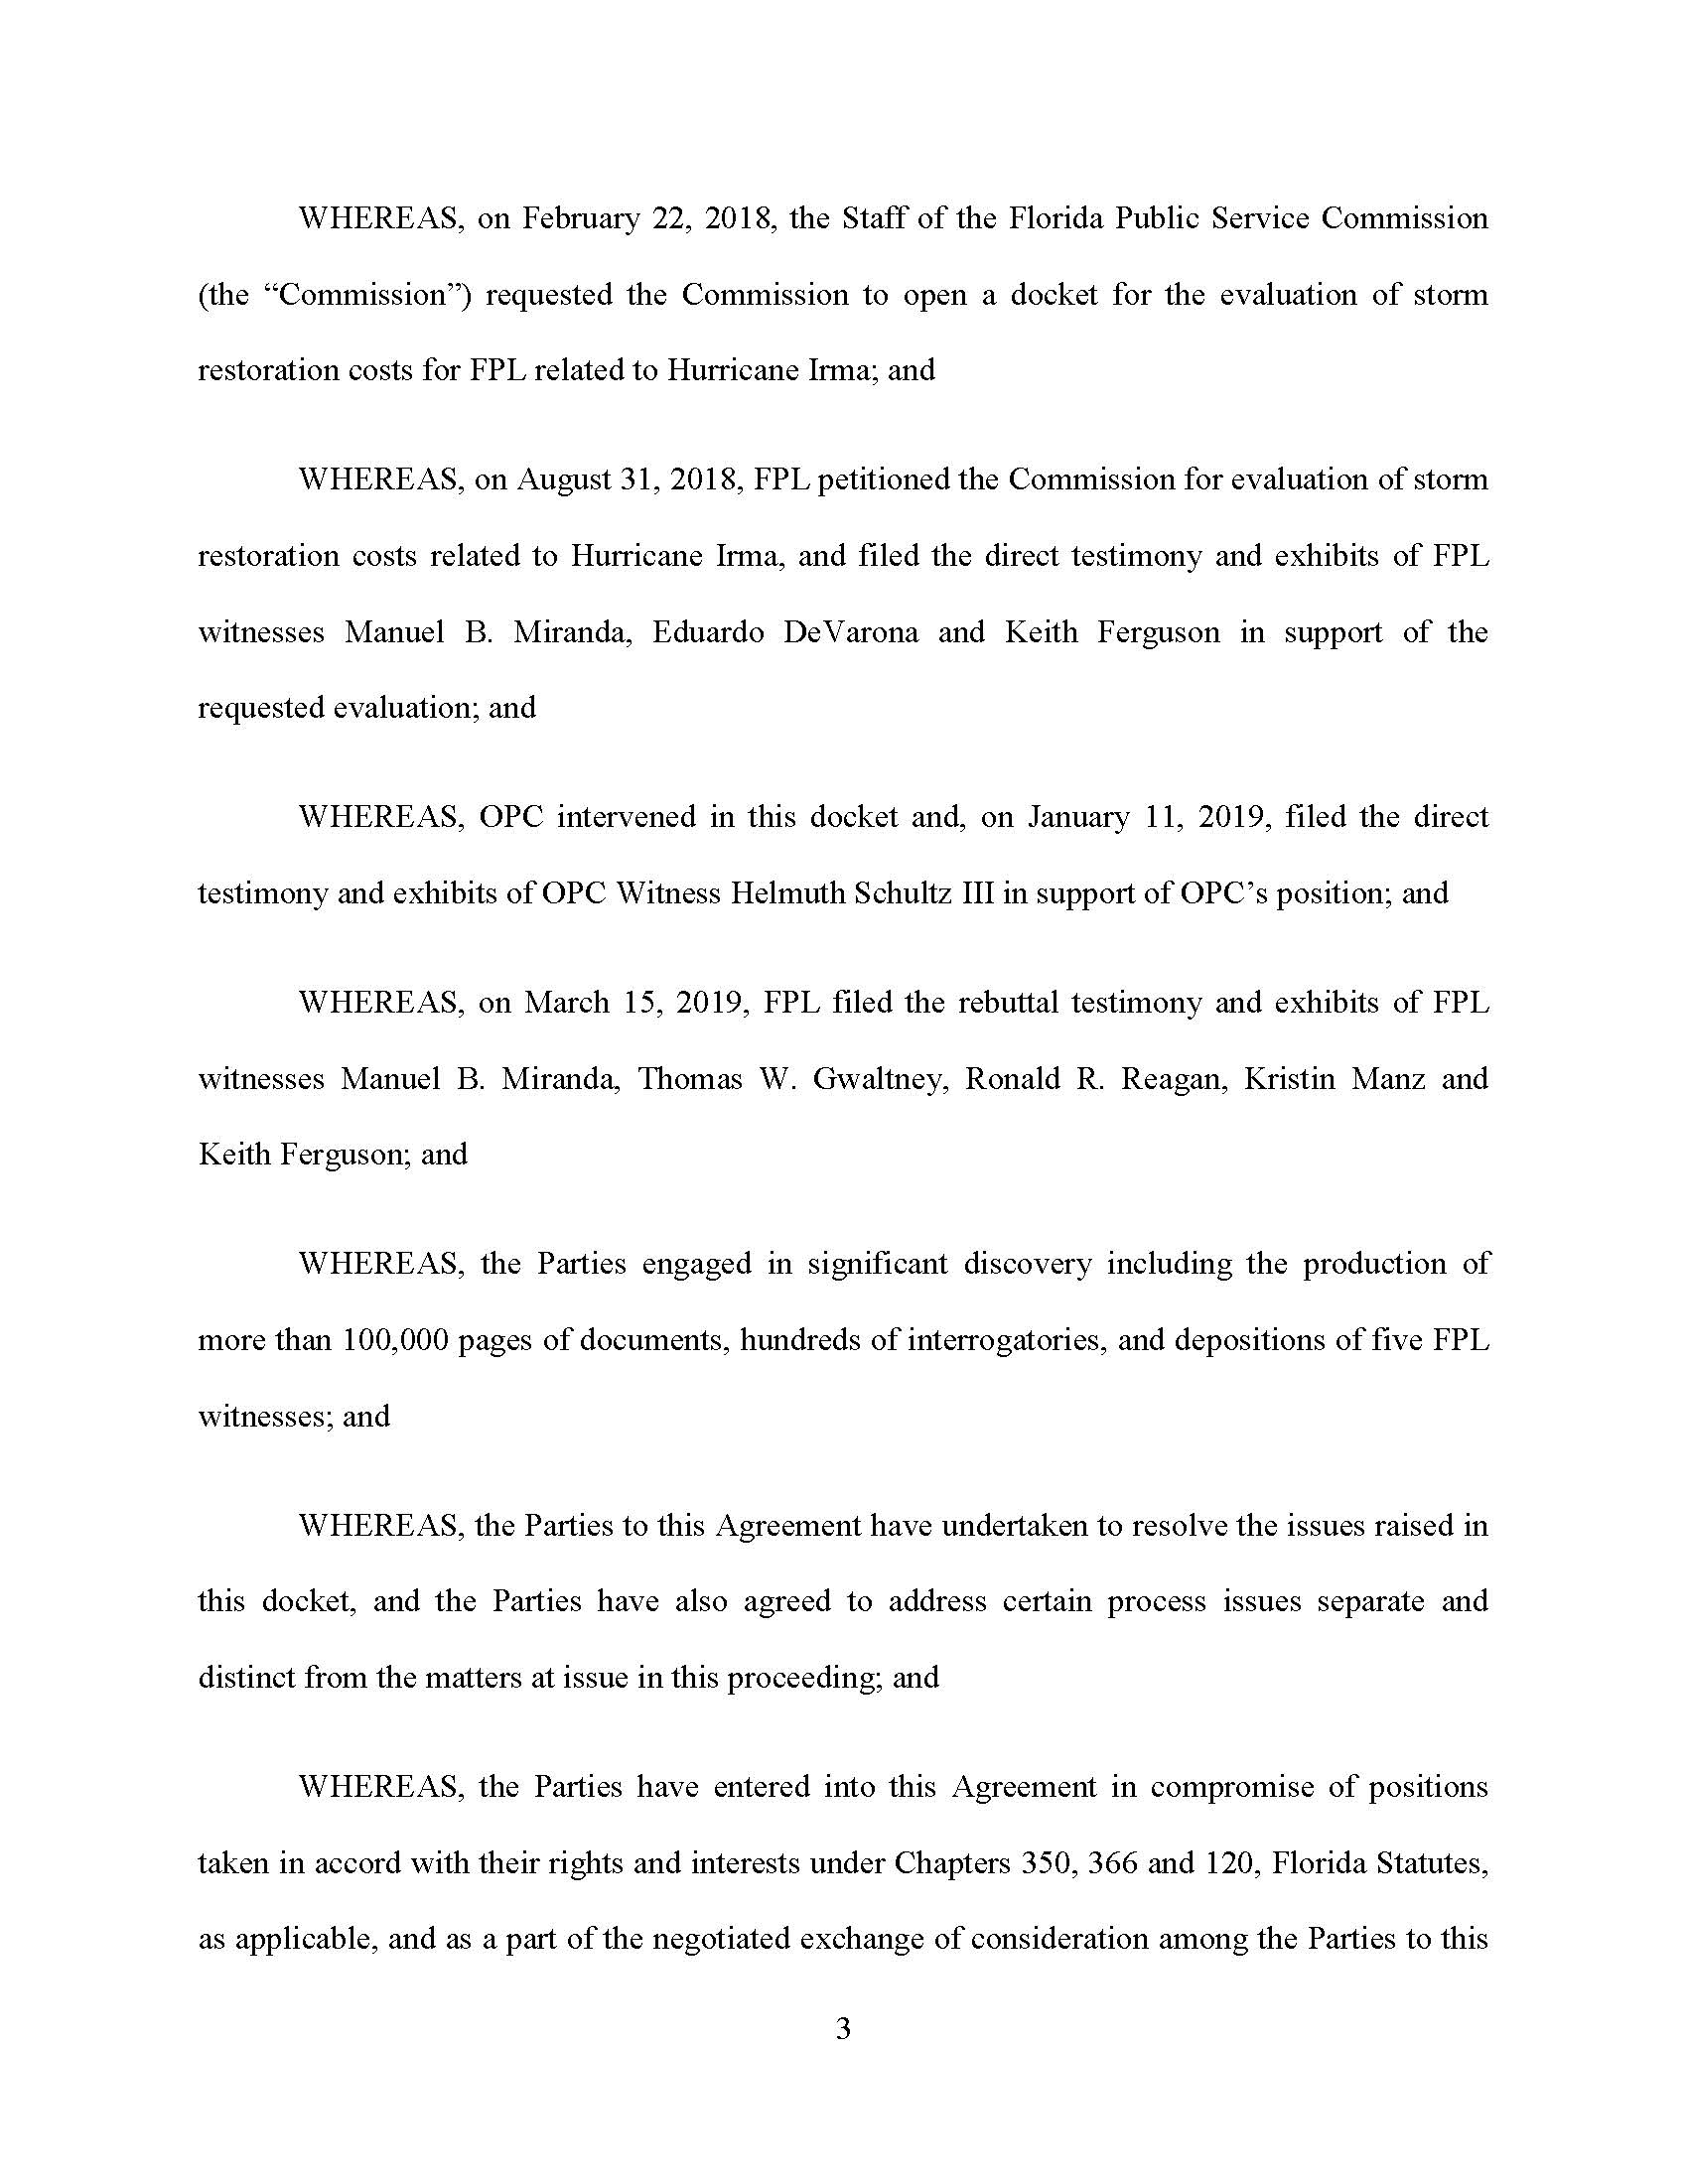 WHEREAS, on February 22, 2018, the Staff of the Florida Public Service Commission
(the “Commission”) requested the Commission to open a docket for the evaluation of storm
restoration costs for FPL related to Hurricane Irma; and
WHEREAS, on August 31, 2018, FPL petitioned the Commission for evaluation of storm
restoration costs related to Hurricane Irma, and filed the direct testimony and exhibits of FPL
witnesses Manuel B. Miranda, Eduardo DeVarona and Keith Ferguson in support of the
requested evaluation; and
WHEREAS, OPC intervened in this docket and, on January 11, 2019, filed the direct
testimony and exhibits of OPC Witness Helmuth Schultz III in support of OPC’s position; and
WHEREAS, on March 15, 2019, FPL filed the rebuttal testimony and exhibits of FPL
witnesses Manuel B. Miranda, Thomas W. Gwaltney, Ronald R. Reagan, Kristin Manz and
Keith Ferguson; and
WHEREAS, the Parties engaged in significant discovery including the production of
more than 100,000 pages of documents, hundreds of interrogatories, and depositions of five FPL
witnesses; and
WHEREAS, the Parties to this Agreement have undertaken to resolve the issues raised in
this docket, and the Parties have also agreed to address certain process issues separate and
distinct from the matters at issue in this proceeding; and
WHEREAS, the Parties have entered into this Agreement in compromise of positions
taken in accord with their rights and interests under Chapters 350, 366 and 120, Florida Statutes,
as applicable, and as a part of the negotiated exchange of consideration among the Parties to this
3